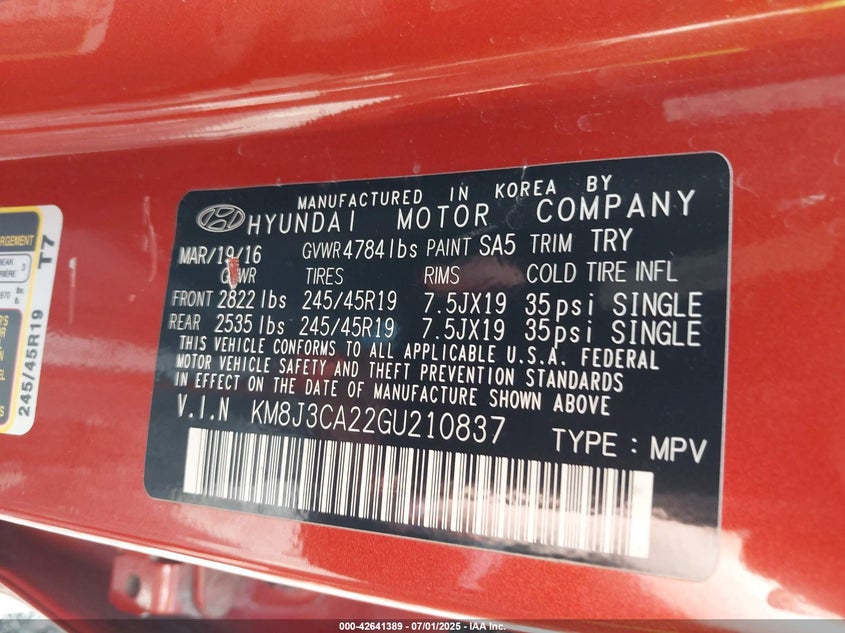 MANUFACTURED IN KOREA BY
HYUNDAI MOTOR COMPANY
MAR/19/16 GVWR 4784 lbs PAINT SA5 TRIM TRY
TIRES RIMS COLD TIRE INFL
FRONT 2822 lbs 245/45R19 7.5JX19 35psi SINGLE
REAR 2535 lbs 245/45R19 7.5JX19 35psi SINGLE
THIS VEHICLE CONFORMS TO ALL APPLICABLE U.S.A. FEDERAL
MOTOR VEHICLE SAFETY AND THEFT PREVENTION STANDARDS
IN EFFECT ON THE DATE OF MANUFACTURE SHOWN ABOVE
V.I.N KM8J3CA22GU210837
TYPE : MPV
REAR
3
970
T7
245/45R19
000-42641389 - 07/01/2025 - IAA Inc.